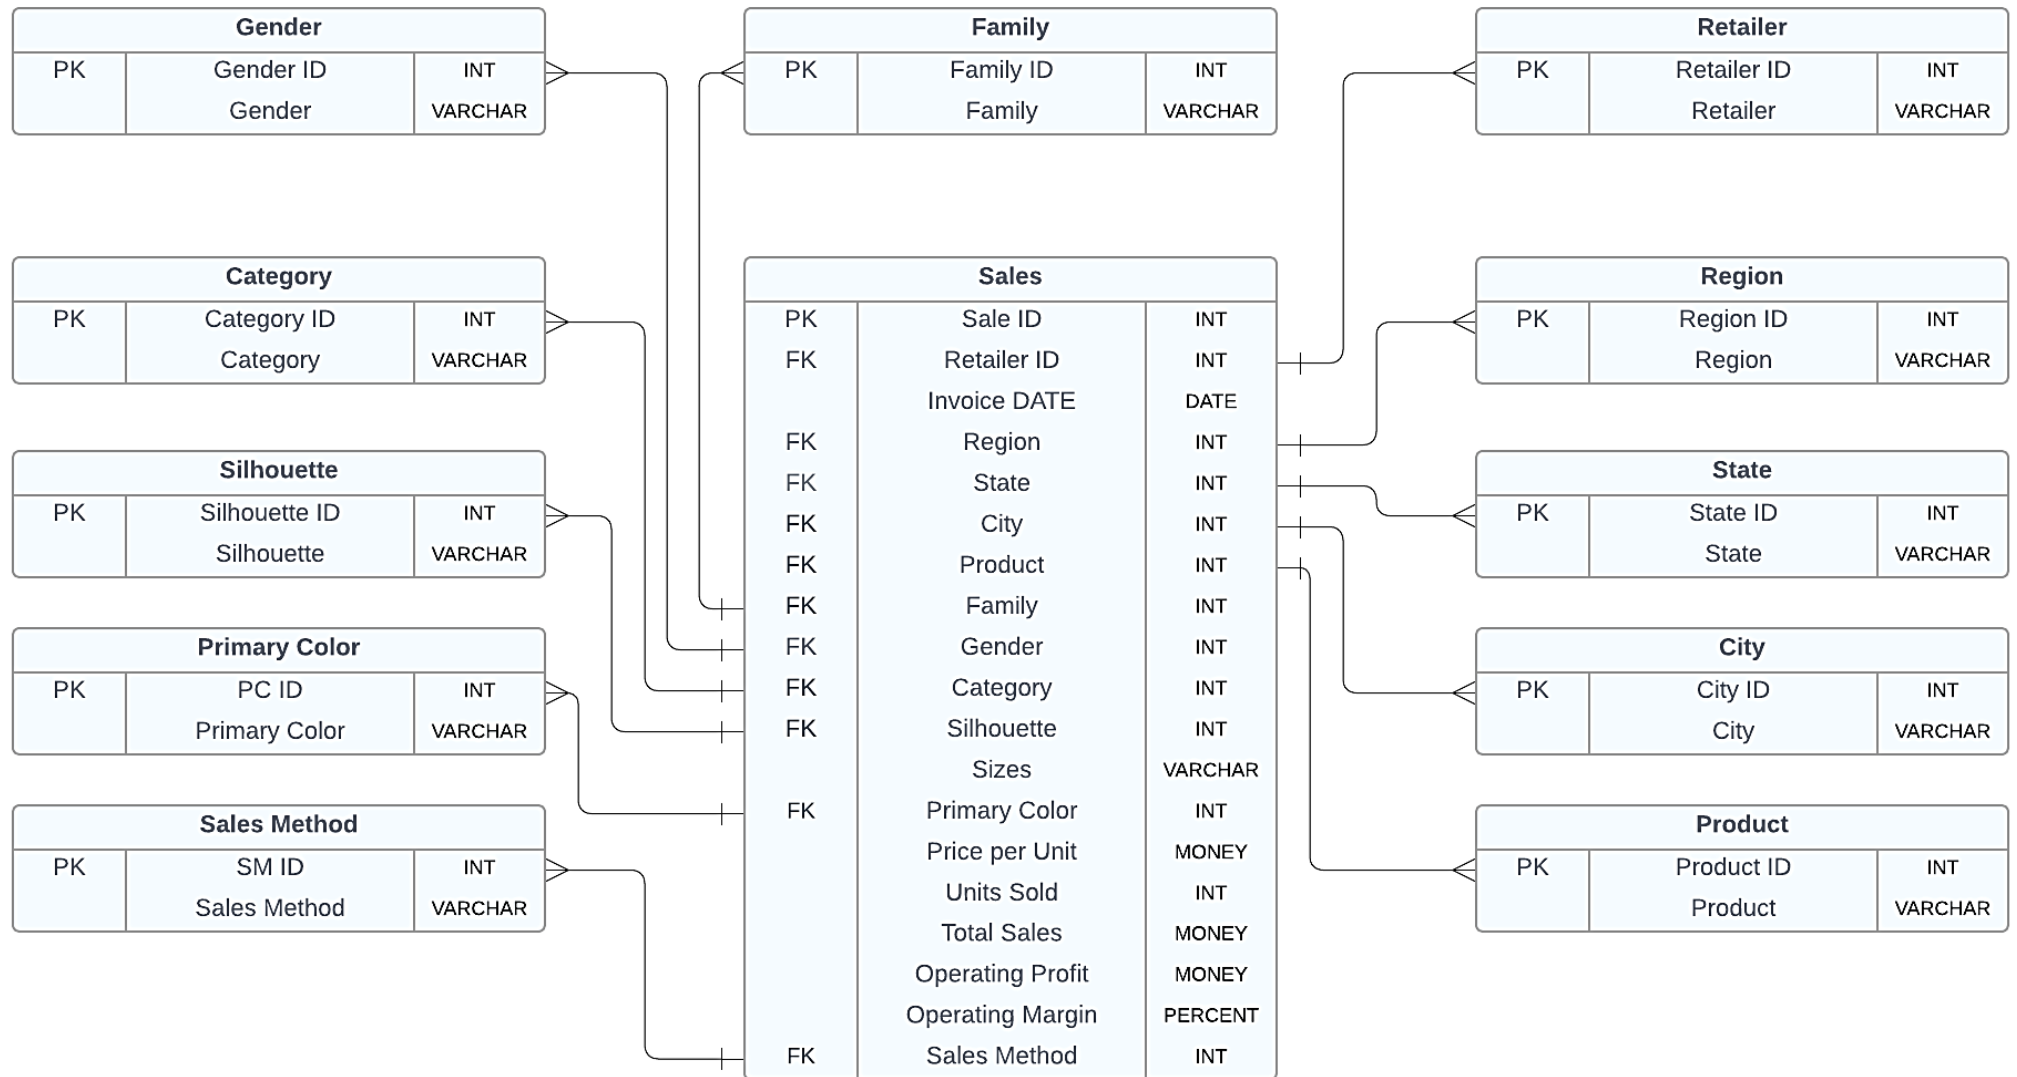 Gender
PK Gender ID INT
Gender VARCHAR
Family
PK Family ID INT
Family VARCHAR
Retailer
PK Retailer ID INT
Retailer VARCHAR
Category
PK Category ID INT
Category VARCHAR
Silhouette
PK Silhouette ID INT
Silhouette VARCHAR
Primary Color
PK PC ID INT
Primary Color VARCHAR
Sales Method
PK SM ID INT
Sales Method VARCHAR
Sales
PK Sale ID INT
FK Retailer ID INT
Invoice DATE DATE
FK Region INT
FK State INT
FK City INT
FK Product INT
FK Family INT
FK Gender INT
FK Category INT
FK Silhouette INT
Sizes VARCHAR
FK Primary Color INT
Price per Unit MONEY
Units Sold INT
Total Sales MONEY
Operating Profit MONEY
Operating Margin PERCENT
FK Sales Method INT
Region
PK Region ID INT
Region VARCHAR
State
PK State ID INT
State VARCHAR
City
PK City ID INT
City VARCHAR
Product
PK Product ID INT
Product VARCHAR